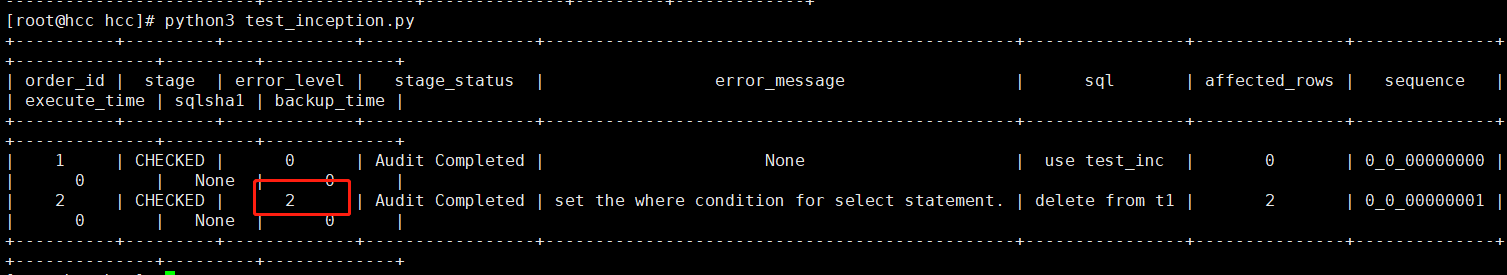 --------------------+----------------+---------------+--------------+-------------+
[root@hcc hcc]# python3 test_inception.py
+----------+---------+-------------+-----------------+-----------------------------------------------+----------------+---------------+--------------+
+--------------+---------+-------------+
| order_id |  stage  | error_level |   stage_status  |                 error_message                 |      sql       | affected_rows |   sequence   |
| execute_time | sqlsha1 | backup_time |
+----------+---------+-------------+-----------------+-----------------------------------------------+----------------+---------------+--------------+
+--------------+---------+-------------+
|    1     | CHECKED |      0      | Audit Completed |                      None                     |  use test_inc  |       0       | 0_0_00000000 |
|      0       |   None  |      0      |
|    2     | CHECKED |      2      | Audit Completed | set the where condition for select statement. | delete from t1 |       2       | 0_0_00000001 |
|      0       |   None  |      0      |
+----------+---------+-------------+-----------------+-----------------------------------------------+----------------+---------------+--------------+
+--------------+---------+-------------+